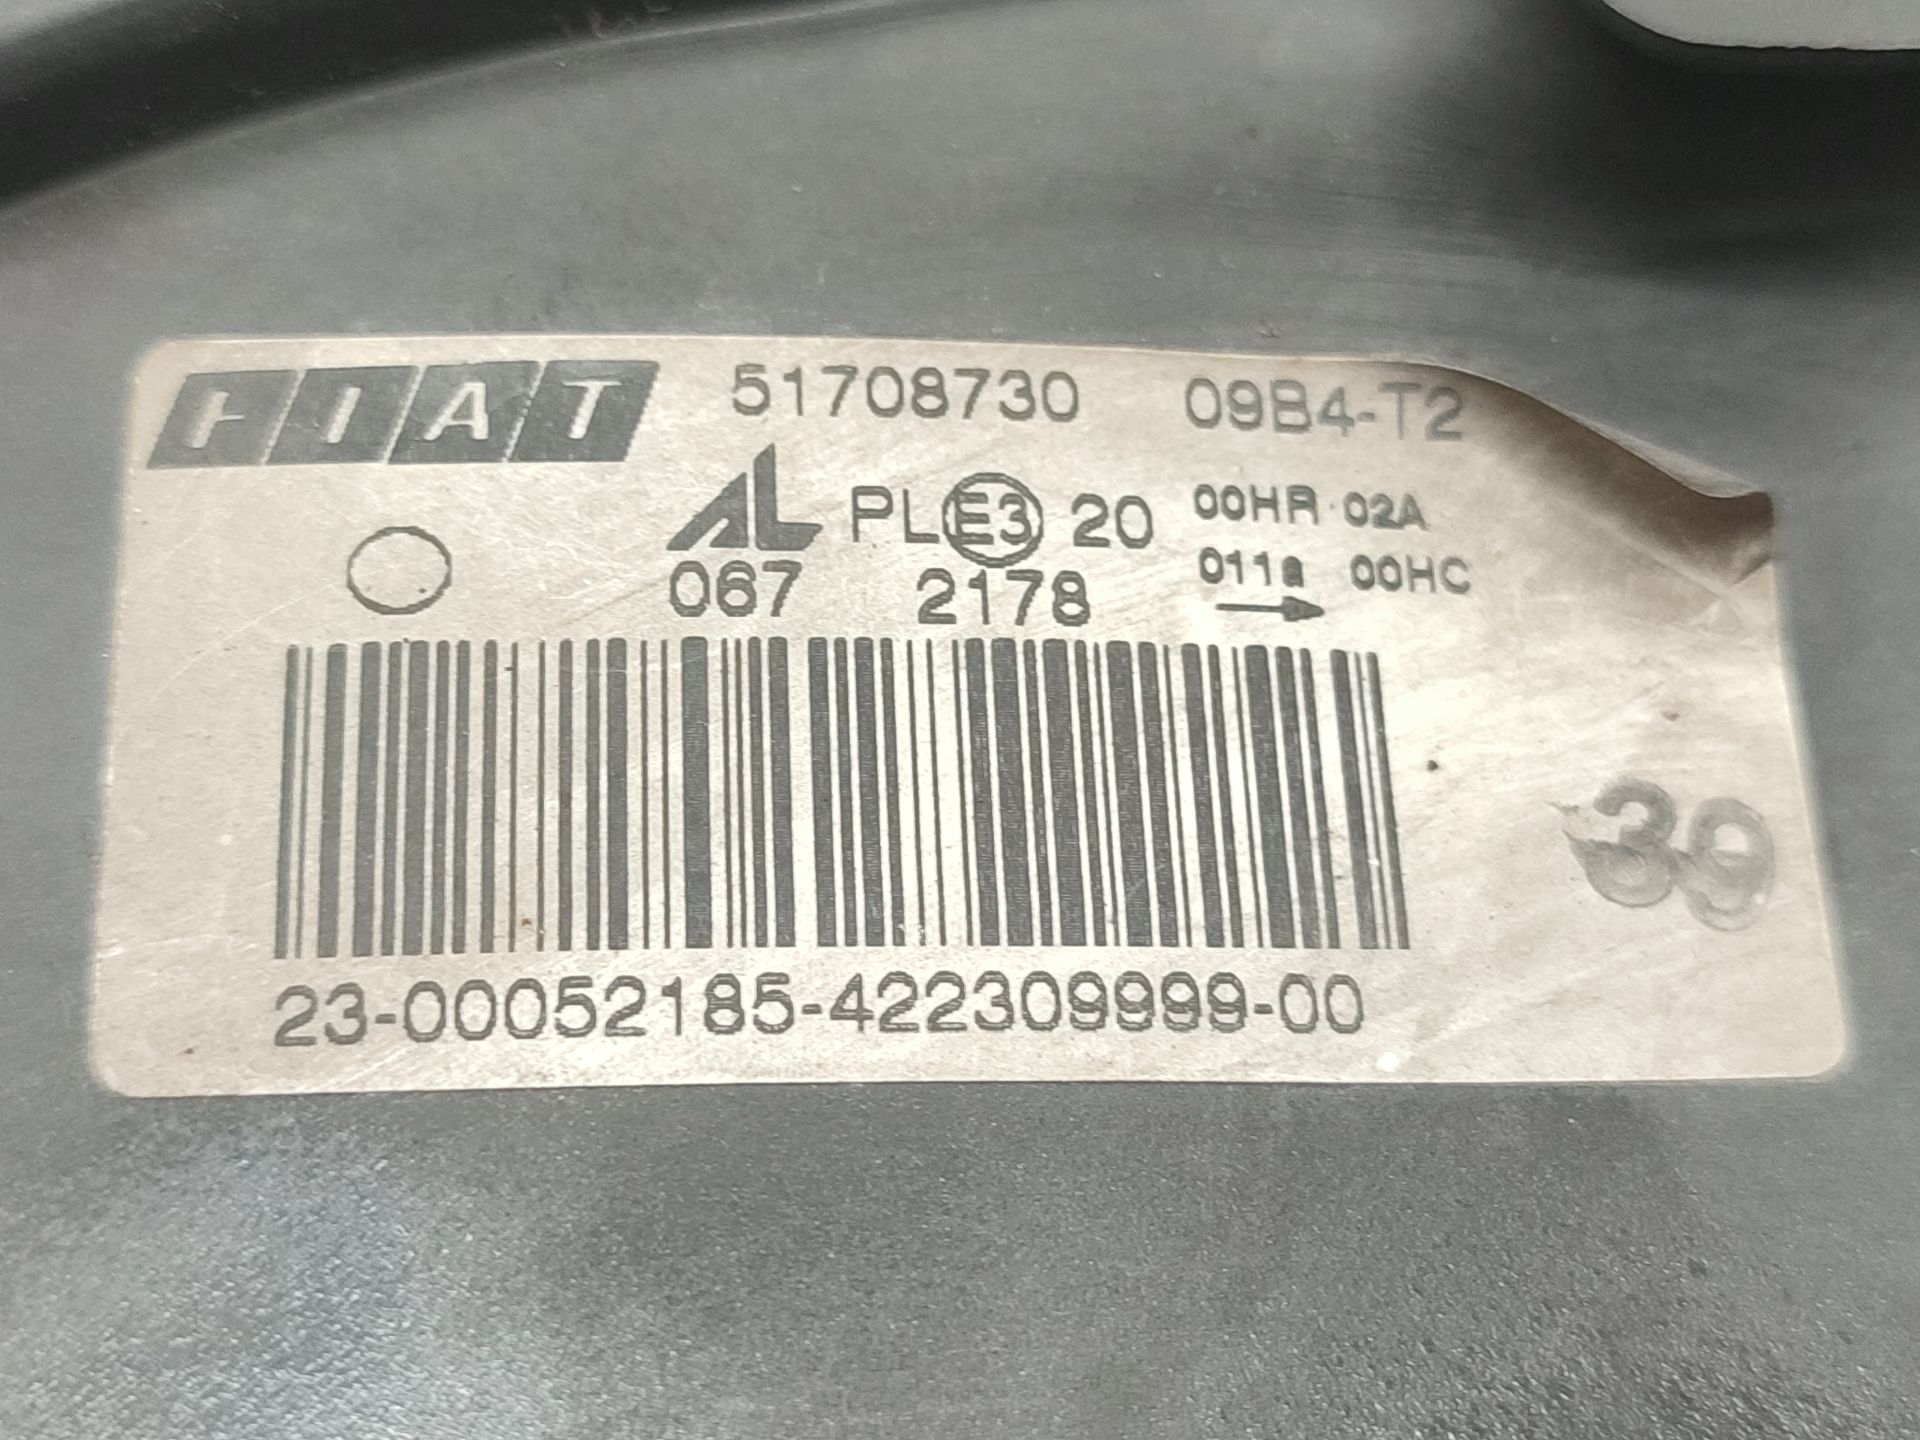 FIAT 51708730 09B4-T2
AL PL E3 20 00HR 02A
067 2178 011a 00HC
39
23-00052185-422309999-00